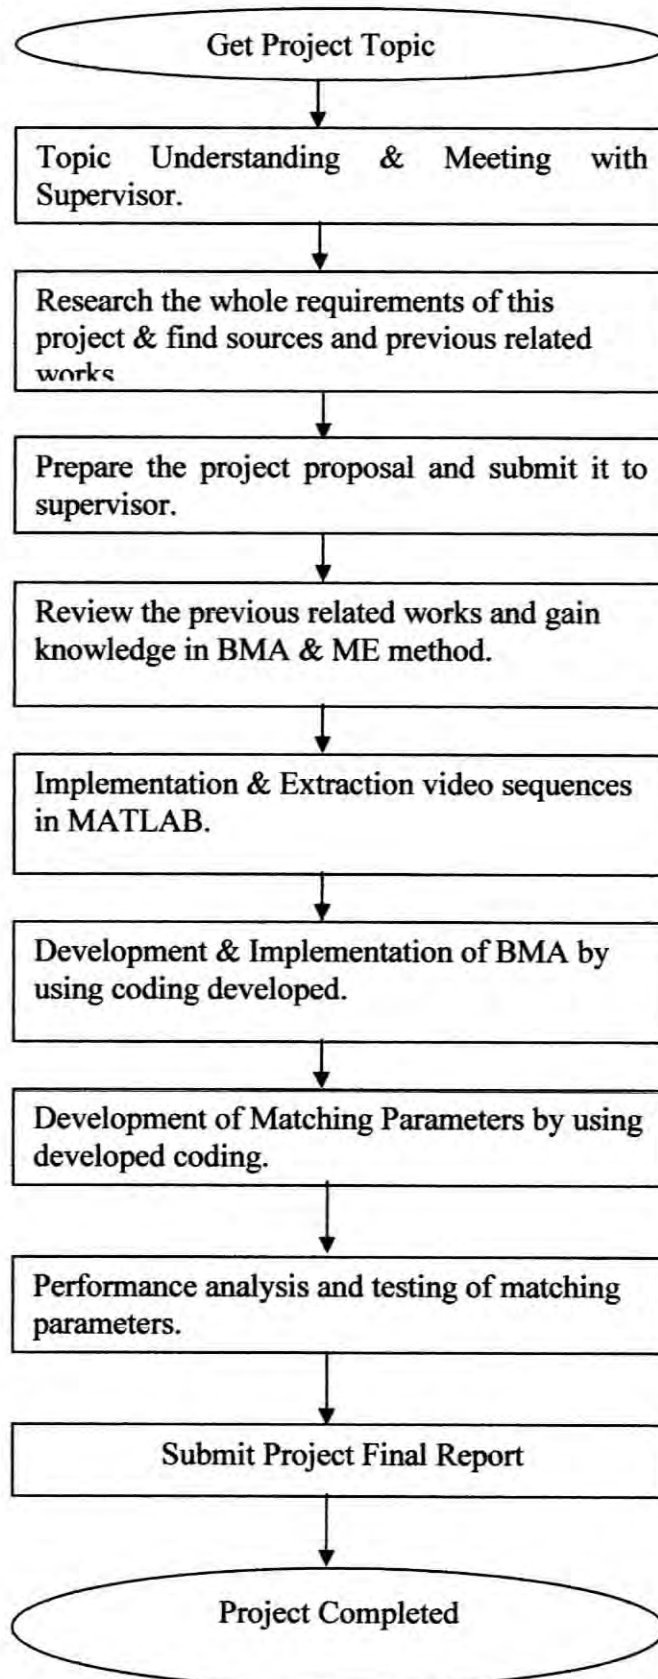 Get Project Topic
Topic Understanding & Meeting with
Supervisor.
Research the whole requirements of this
project & find sources and previous related
works
Prepare the project proposal and submit it to
supervisor.
Review the previous related works and gain
knowledge in BMA & ME method.
Implementation & Extraction video sequences
in MATLAB.
Development & Implementation of BMA by
using coding developed.
Development of Matching Parameters by using
developed coding.
Performance analysis and testing of matching
parameters.
Submit Project Final Report
Project Completed